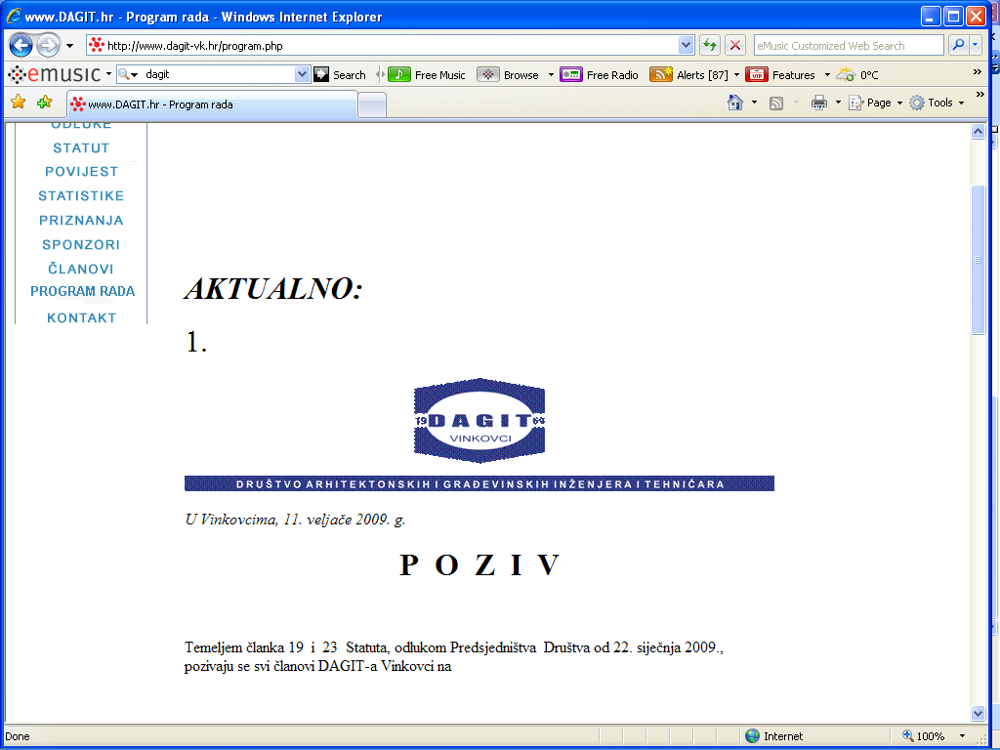 www.DAGIT.hr - Program rada - Windows Internet Explorer
http://www.dagit-vk.hr/program.php
eMusic Customized Web Search
emusic
dagit
Search
Free Music
Browse
Free Radio
Alerts [87]
Features
0°C
www.DAGIT.hr - Program rada
Page
Tools
ODLUKE
STATUT
POVIJEST
STATISTIKE
PRIZNANJA
SPONZORI
ČLANOVI
PROGRAM RADA
KONTAKT
AKTUALNO:
1.
19 DAGIT 69
VINKOVCI
DRUŠTVO ARHITEKTONSKIH I GRAĐEVINSKIH INŽENJERA I TEHNIČARA
U Vinkovcima, 11. veljače 2009. g.
P O Z I V
Temeljem članka 19 i 23 Statuta, odlukom Predsjedništva Društva od 22. siječnja 2009.,
pozivaju se svi članovi DAGIT-a Vinkovci na
Done
Internet
100%